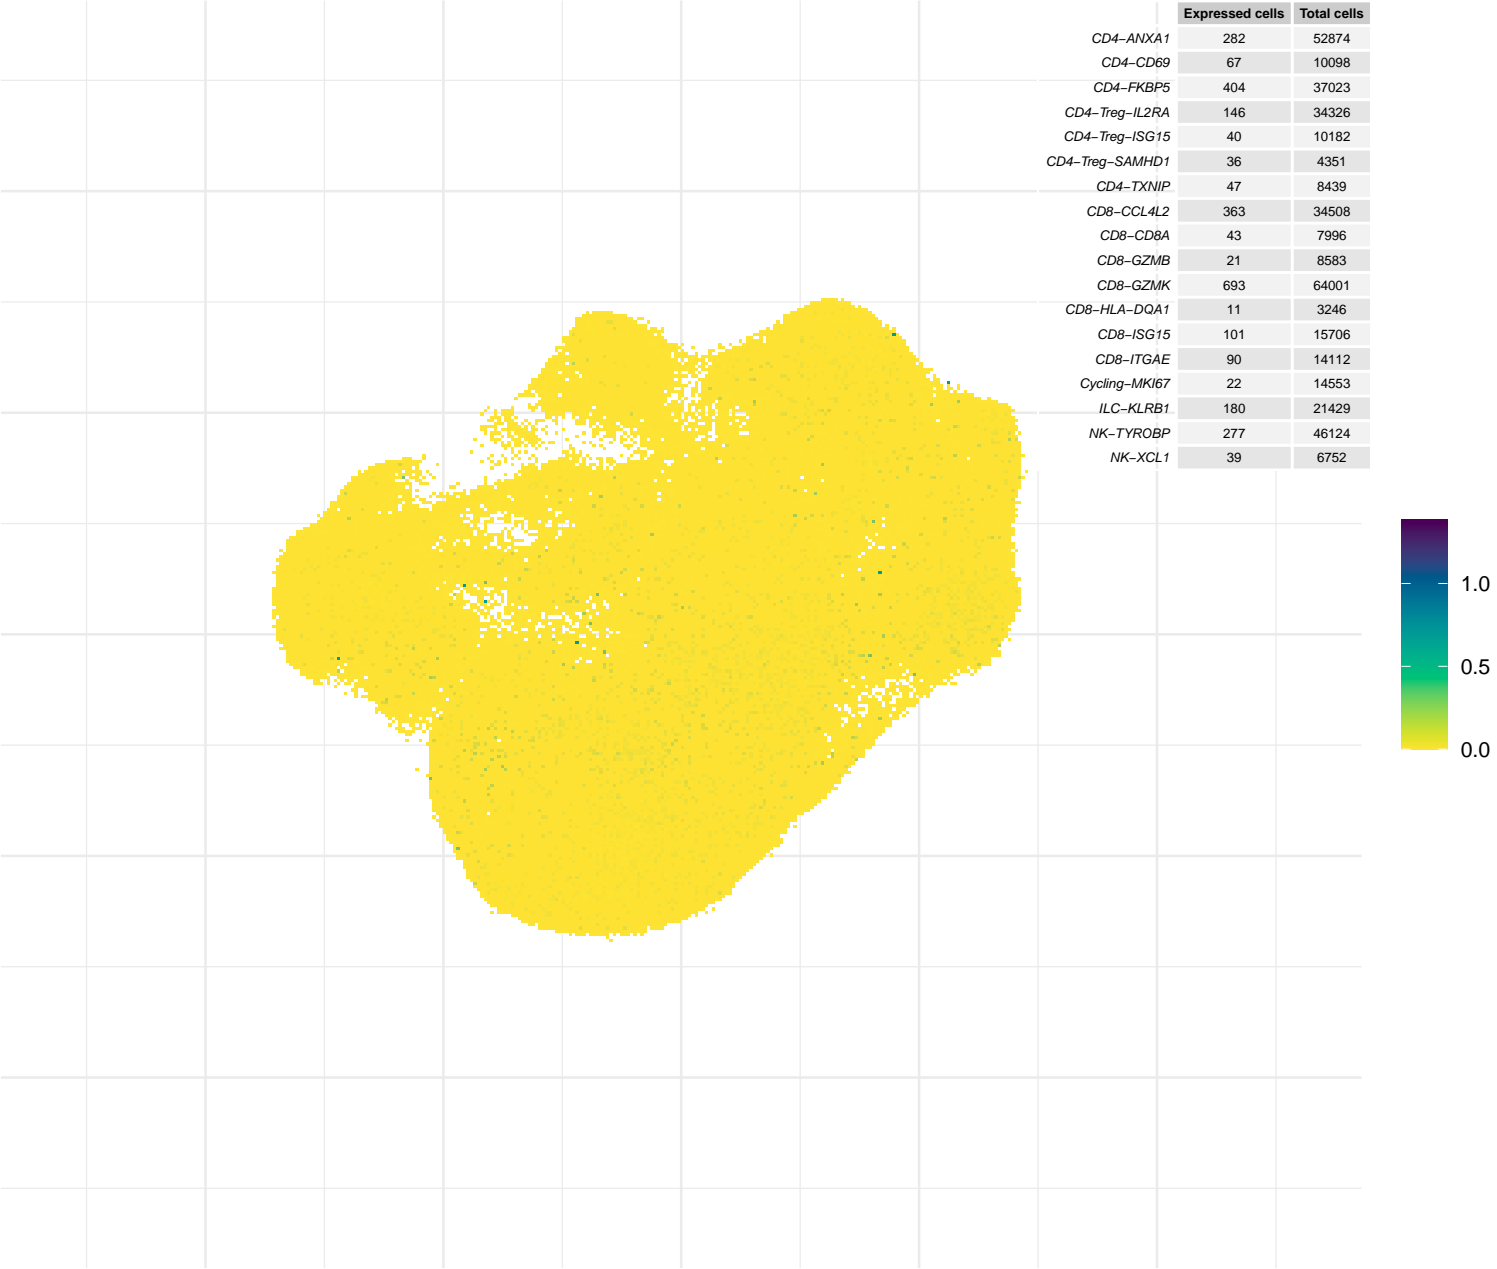 Expressed cells Total cells
CD4−ANXA1 282 52874
CD4−CD69 67 10098
CD4−FKBP5 404 37023
CD4−Treg−IL2RA 146 34326
CD4−Treg−ISG15 40 10182
CD4−Treg−SAMHD1 36 4351
CD4−TXNIP 47 8439
CD8−CCL4L2 363 34508
CD8−CD8A 43 7996
CD8−GZMB 21 8583
CD8−GZMK 693 64001
CD8−HLA−DQA1 11 3246
CD8−ISG15 101 15706
CD8−ITGAE 90 14112
Cycling−MKI67 22 14553
ILC−KLRB1 180 21429
NK−TYROBP 277 46124
NK−XCL1 39 6752
1.0
0.5
0.0